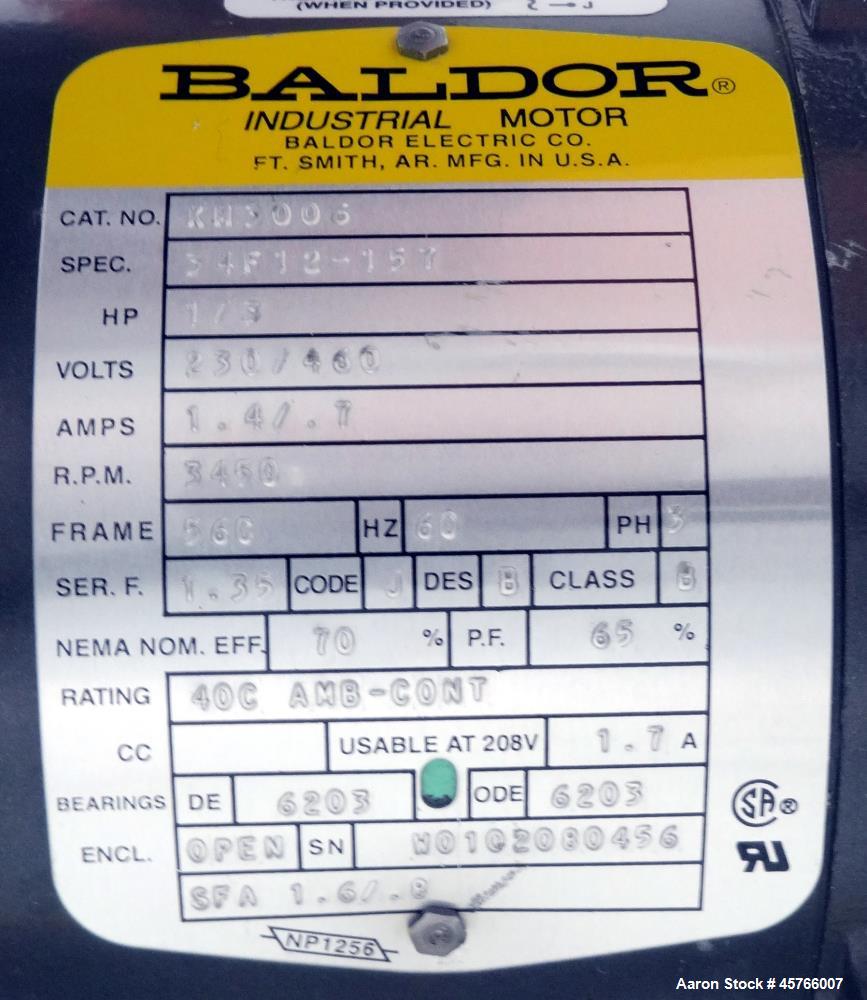 (WHEN PROVIDED)
BALDOR®
INDUSTRIAL MOTOR
BALDOR ELECTRIC CO.
FT. SMITH, AR. MFG. IN U.S.A.
CAT. NO.
SPEC. 34F12-157
HP 1/3
VOLTS 230/460
AMPS 1.4/.7
R.P.M. 3450
FRAME 56C HZ 60 PH 3
SER. F. 1.35 CODE J DES B CLASS B
NEMA NOM. EFF. 70 % P.F. 65 %
RATING 40C AMB-CONT
CC USABLE AT 208V 1.7 A
BEARINGS DE 6203 ODE 6203
ENCL. OPEN SN
SFA 1.6/.8
NP1256
SA®
Aaron Stock # 45766007